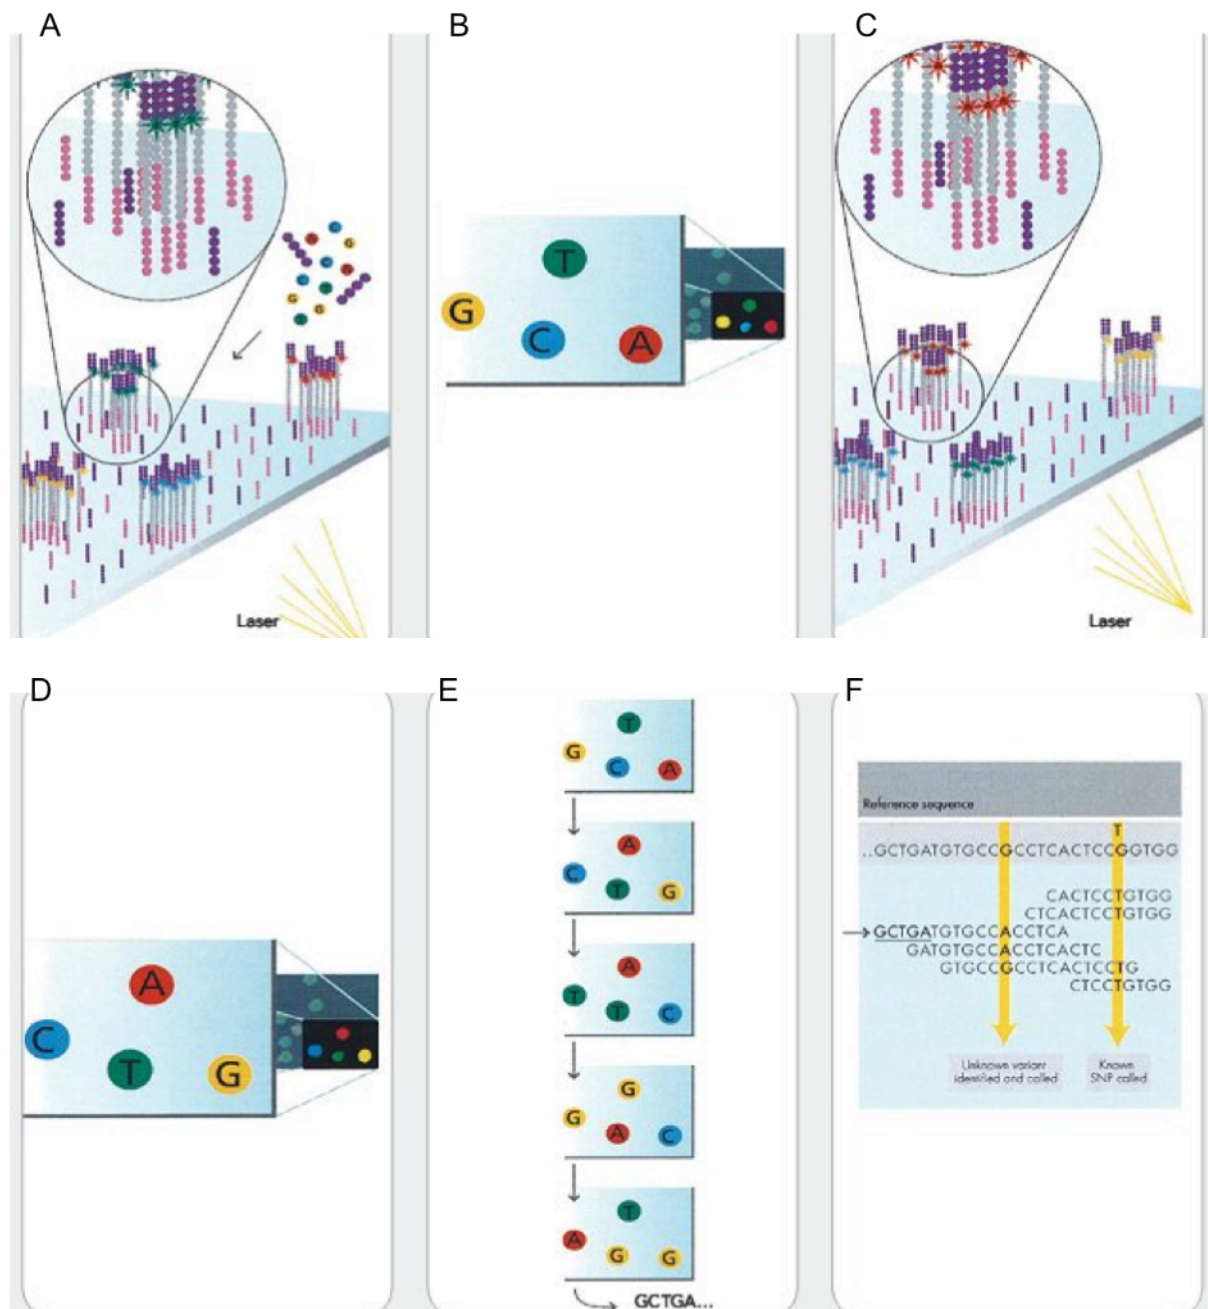 A
B
C
C
G
G
G
G
Laser
T
G
C
A
Laser
D
E
F
A
C
T
G
T
G
C
A
A
C
T
G
A
T
T
C
G
G
A
C
T
A
G
G
GCTGA...
Reference sequence
T
..GCTGATGTGCCGCCTCACTCCGGTGG
CACTCCTGTGG
CTCACTCCTGTGG
GCTGATGTGCCACCTCA
GATGTGCCACCTCACTC
GTGCCGCCTCACTCCTG
CTCCTGTGG
Unknown variant
identified and called
Known
SNP called